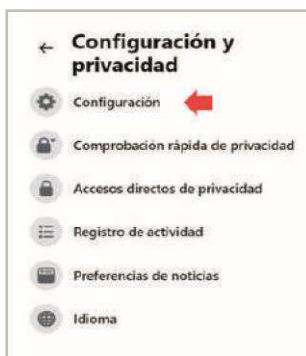 Configuración y
privacidad
Configuración
Comprobación rápida de privacidad
Accesos directos de privacidad
Registro de actividad
Preferencias de noticias
Idioma